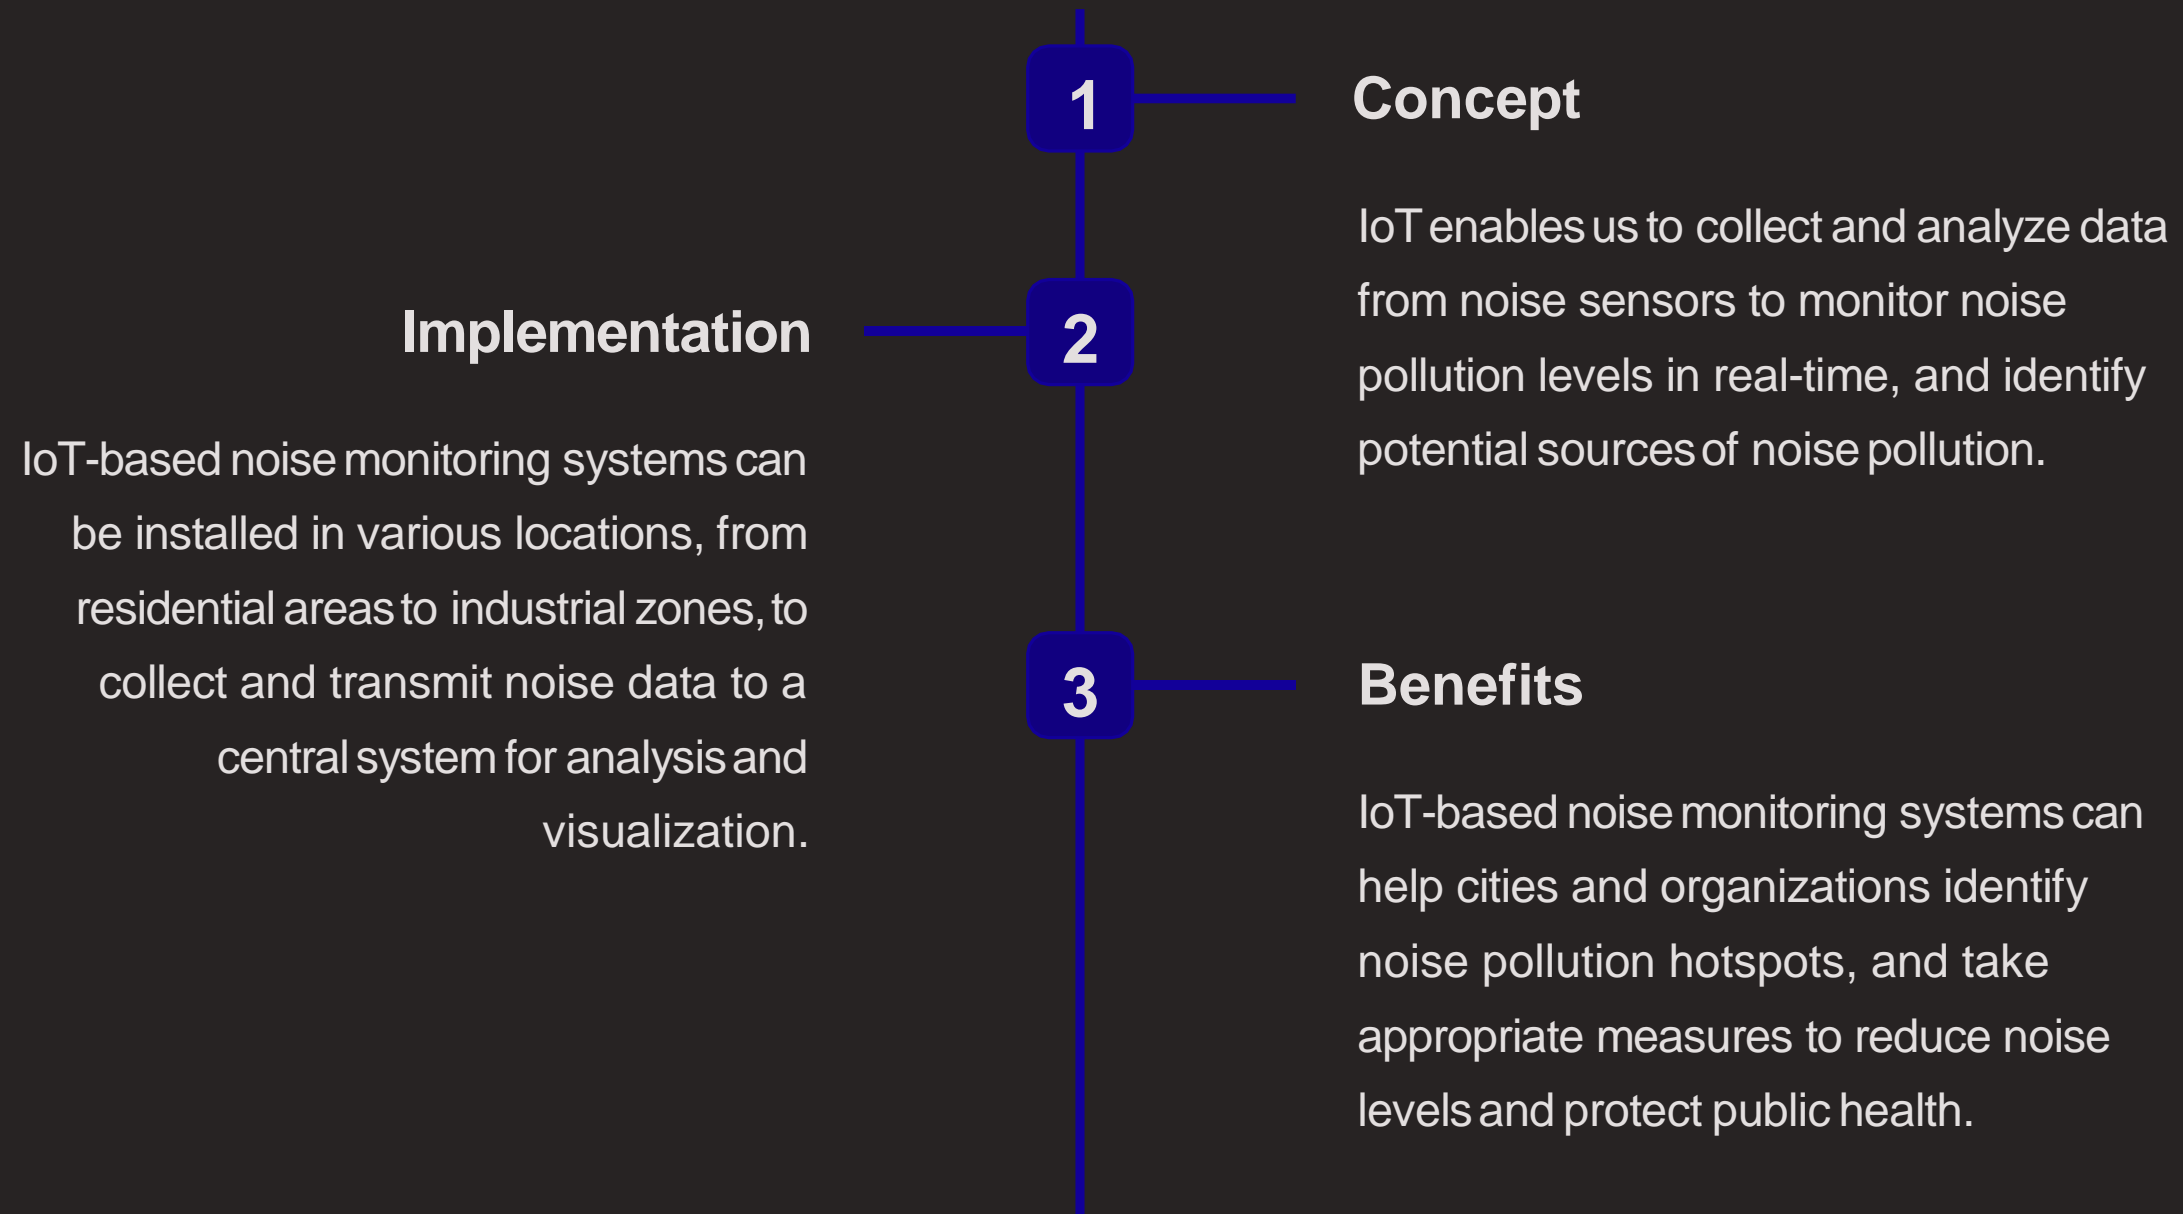 1
Concept
IoT enables us to collect and analyze data
from noise sensors to monitor noise
pollution levels in real-time, and identify
potential sources of noise pollution.
2
Implementation
IoT-based noise monitoring systems can
be installed in various locations, from
residential areas to industrial zones, to
collect and transmit noise data to a
central system for analysis and
visualization.
3
Benefits
IoT-based noise monitoring systems can
help cities and organizations identify
noise pollution hotspots, and take
appropriate measures to reduce noise
levels and protect public health.